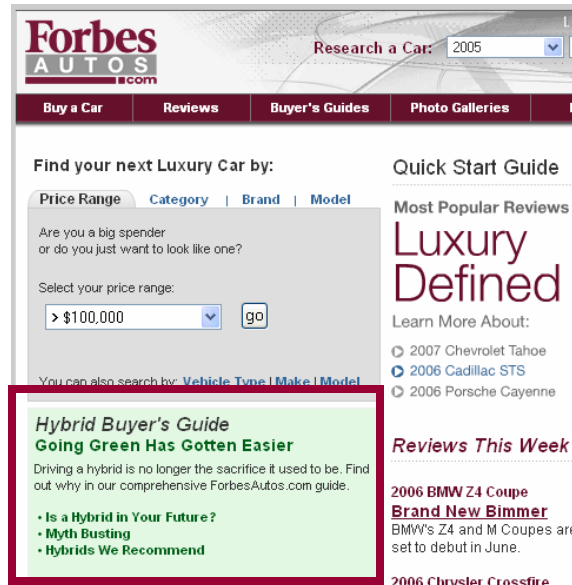 Forbes
AUTOS
.com
Research a Car: 2005
Buy a Car Reviews Buyer's Guides Photo Galleries
Find your next Luxury Car by:
Price Range Category | Brand | Model
Are you a big spender
or do you just want to look like one?
Select your price range:
> $100,000 go
You can also search by: Vehicle Type | Make | Model
Hybrid Buyer's Guide
Going Green Has Gotten Easier
Driving a hybrid is no longer the sacrifice it used to be. Find
out why in our comprehensive ForbesAutos.com guide.
• Is a Hybrid in Your Future?
• Myth Busting
• Hybrids We Recommend
Quick Start Guide
Most Popular Reviews
Luxury
Defined
Learn More About:
2007 Chevrolet Tahoe
2006 Cadillac STS
2006 Porsche Cayenne
Reviews This Week
2006 BMW Z4 Coupe
Brand New Bimmer
BMW's Z4 and M Coupes are
set to debut in June.
2006 Chrysler Crossfire